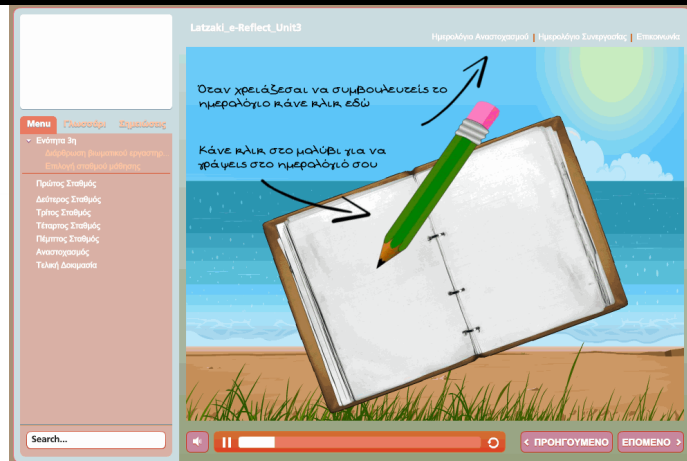 Latzaki_e-Reflect_Unit3
Ημερολόγιο Αναστοχασμού | Ημερολόγιο Συνεργασίας | Επικοινωνία
Όταν χρειάζεσαι να συμβουλευτείς το
ημερολόγιο κάνε κλικ εδώ
Κάνε κλικ στο μολύβι για να
γράψεις στο ημερολόγιό σου
Menu Γλωσσάρι Σημειώσεις
Ενότητα 3η
Διάρθρωση βιωματικού εργαστηρ...
Επιλογή σταθμού μάθησης
Πρώτος Σταθμός
Δεύτερος Σταθμός
Τρίτος Σταθμός
Τέταρτος Σταθμός
Πέμπτος Σταθμός
Αναστοχασμός
Τελική Δοκιμασία
Search...
ΠΡΟΗΓΟΥΜΕΝΟ
ΕΠΟΜΕΝΟ